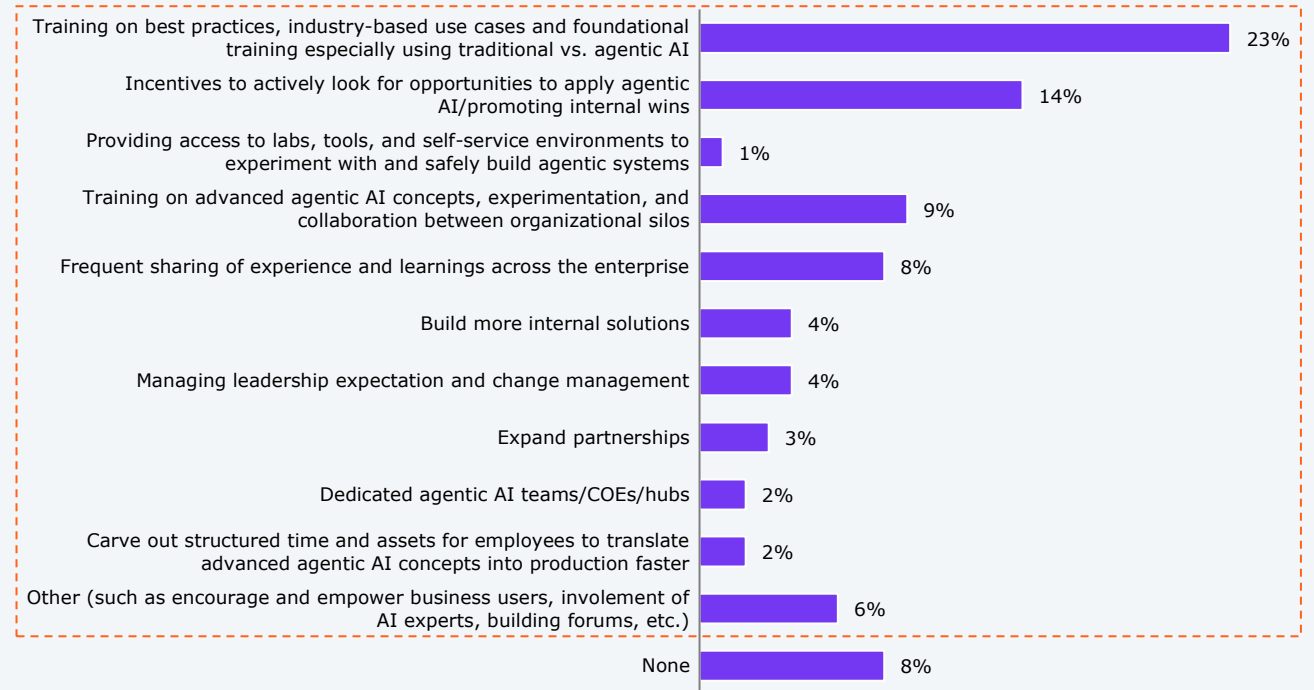 Training on best practices, industry-based use cases and foundational
training especially using traditional vs. agentic AI
23%
Incentives to actively look for opportunities to apply agentic
AI/promoting internal wins
14%
Providing access to labs, tools, and self-service environments to
experiment with and safely build agentic systems
1%
Training on advanced agentic AI concepts, experimentation, and
collaboration between organizational silos
9%
Frequent sharing of experience and learnings across the enterprise
8%
Build more internal solutions
4%
Managing leadership expectation and change management
4%
Expand partnerships
3%
Dedicated agentic AI teams/COEs/hubs
2%
Carve out structured time and assets for employees to translate
advanced agentic AI concepts into production faster
2%
Other (such as encourage and empower business users, involement of
AI experts, building forums, etc.)
6%
None
8%